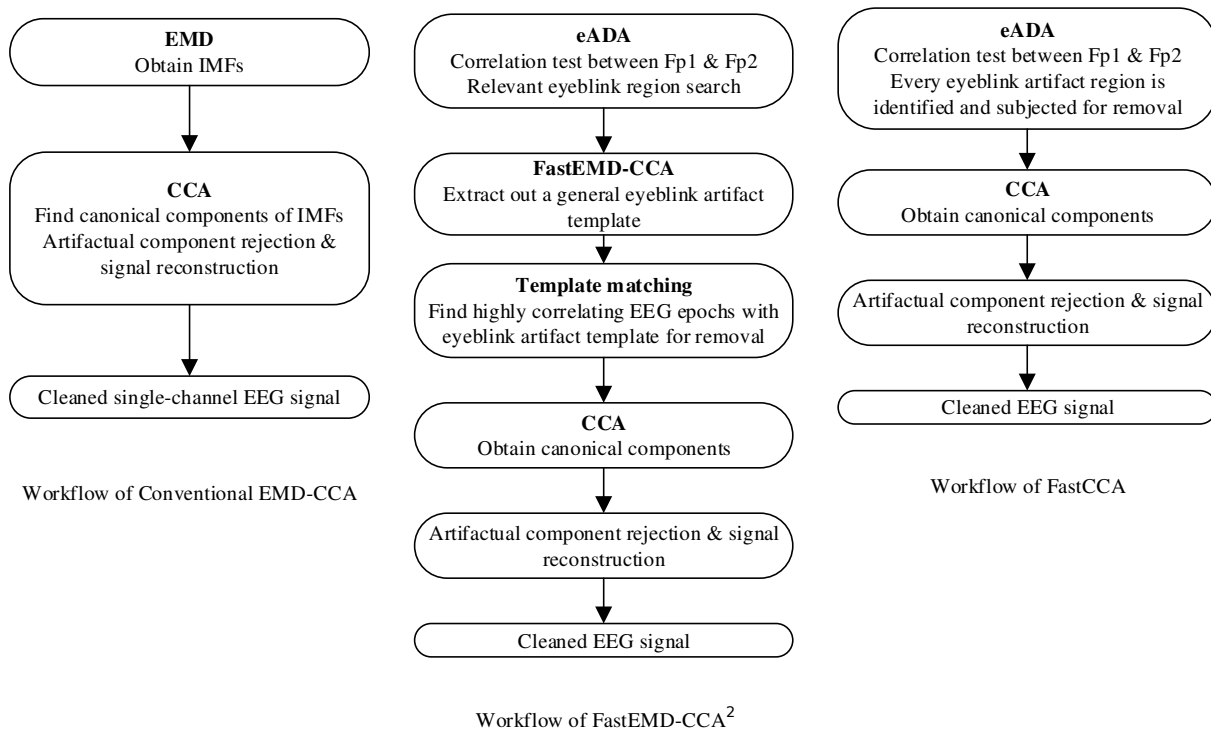 EMD
Obtain IMFs
CCA
Find canonical components of IMFs
Artifactual component rejection &
signal reconstruction
Cleaned single-channel EEG signal
Workflow of Conventional EMD-CCA
eADA
Correlation test between Fp1 & Fp2
Relevant eyeblink region search
FastEMD-CCA
Extract out a general eyeblink artifact
template
Template matching
Find highly correlating EEG epochs with
eyeblink artifact template for removal
CCA
Obtain canonical components
Artifactual component rejection & signal
reconstruction
Cleaned EEG signal
Workflow of FastEMD-CCA²
eADA
Correlation test between Fp1 & Fp2
Every eyeblink artifact region is
identified and subjected for removal
CCA
Obtain canonical components
Artifactual component rejection & signal
reconstruction
Cleaned EEG signal
Workflow of FastCCA